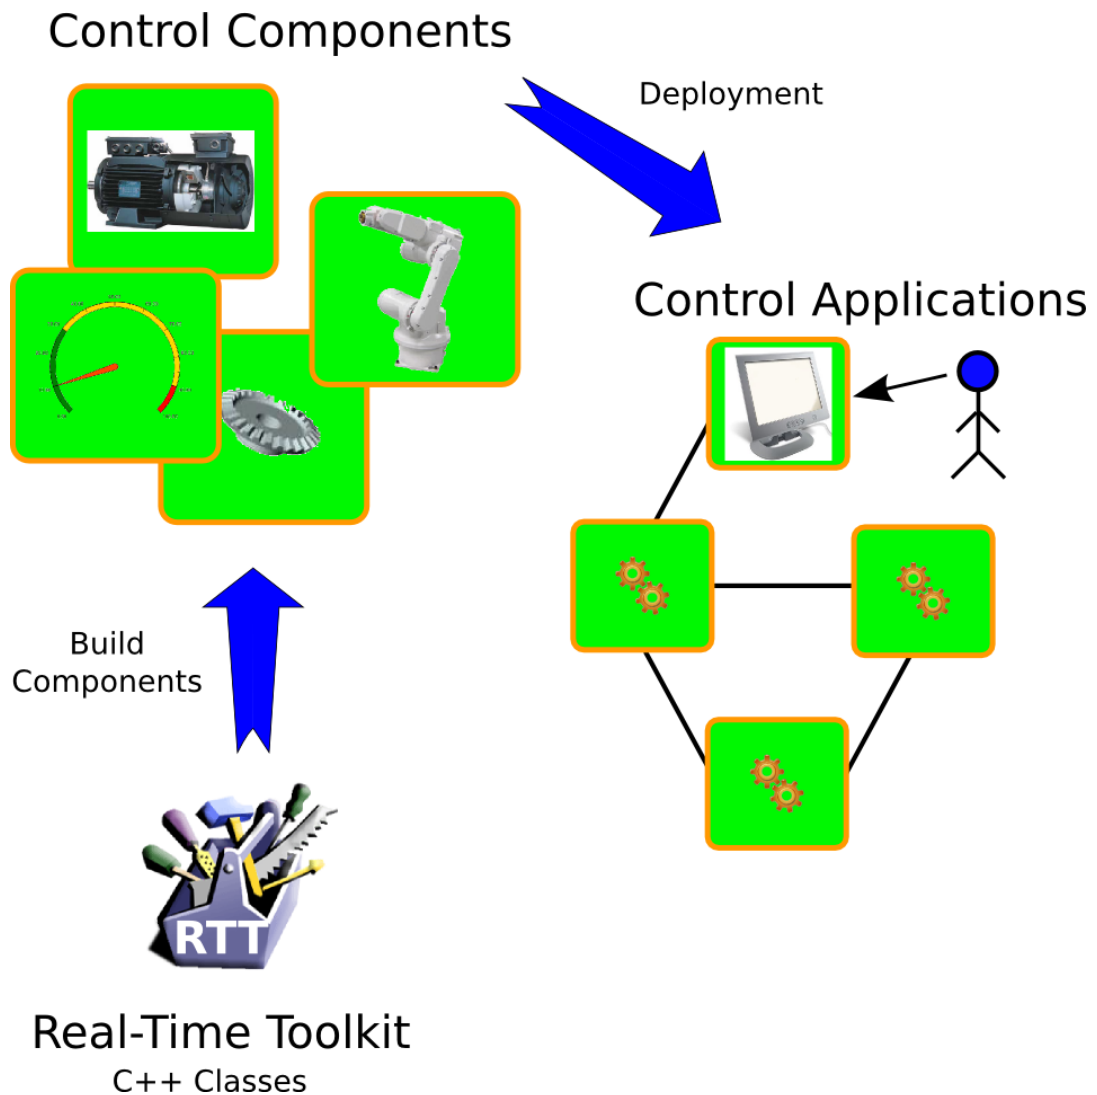 Control Components
Deployment
Control Applications
Build
Components
RTT
Real-Time Toolkit
C++ Classes